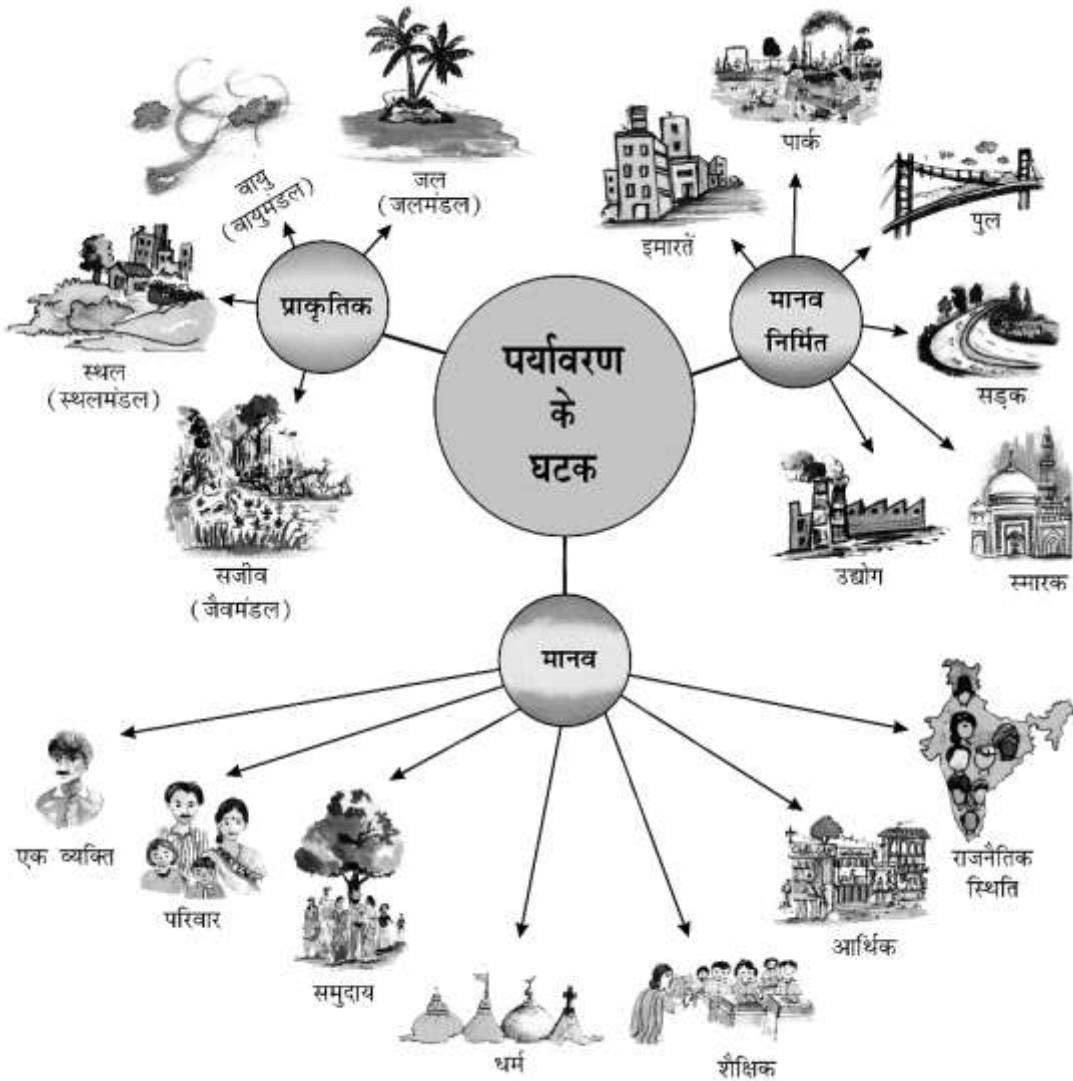 पर्यावरण
के
घटक
प्राकृतिक
वायु
(वायुमंडल)
जल
(जलमंडल)
स्थल
(स्थलमंडल)
सजीव
(जैवमंडल)
मानव
निर्मित
इमारतें
पार्क
पुल
सड़क
स्मारक
उद्योग
मानव
एक व्यक्ति
परिवार
समुदाय
धर्म
शैक्षिक
आर्थिक
राजनैतिक
स्थिति